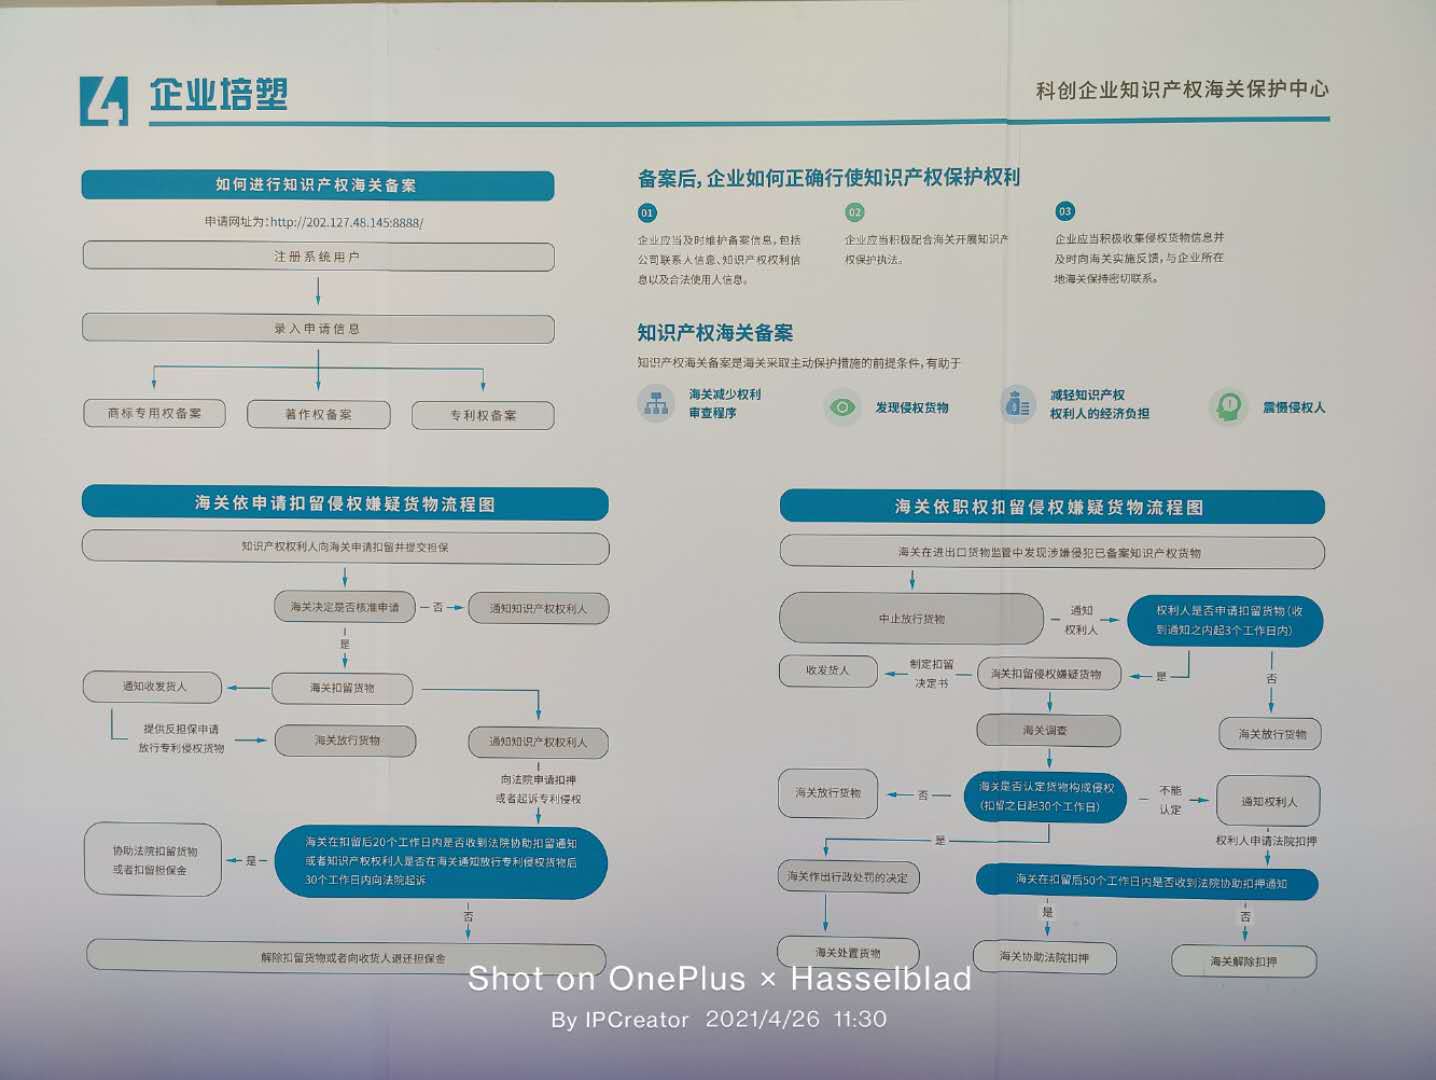 4 企业培塑
科创企业知识产权海关保护中心
如何进行知识产权海关备案
申请网址为:http://202.127.48.145:8888/
注册系统用户
录入申请信息
商标专用权备案
著作权备案
专利权备案
备案后,企业如何正确行使知识产权保护权利
01
企业应当及时维护备案信息,包括
公司联系人信息、知识产权权利信
息以及合法使用人信息。
02
企业应当积极配合海关开展知识产
权保护执法。
03
企业应当积极收集侵权货物信息并
及时向海关实施反馈,与企业所在
地海关保持密切联系。
知识产权海关备案
知识产权海关备案是海关采取主动保护措施的前提条件,有助于
海关减少权利
审查程序
发现侵权货物
减轻知识产权
权利人的经济负担
震慑侵权人
海关依申请扣留侵权嫌疑货物流程图
知识产权权利人向海关申请扣留并提交担保
海关决定是否核准申请
否
通知知识产权权利人
是
通知收发货人
海关扣留货物
提供反担保申请
放行专利侵权货物
海关放行货物
通知知识产权权利人
向法院申请扣押
或者起诉专利侵权
协助法院扣留货物
或者扣留担保金
是
海关在扣留后20个工作日内是否收到法院协助扣留通知
或者知识产权权利人是否在海关通知放行专利侵权货物后
30个工作日内向法院起诉
否
解除扣留货物或者向收货人退还担保金
海关依职权扣留侵权嫌疑货物流程图
海关在进出口货物监管中发现涉嫌侵犯已备案知识产权货物
中止放行货物
通知
权利人
权利人是否申请扣留货物(收
到通知之内起3个工作日内)
收发货人
制定扣留
决定书
海关扣留侵权嫌疑货物
是
否
海关调查
海关放行货物
海关放行货物
否
海关是否认定货物构成侵权
(扣留之日起30个工作日)
不能
认定
通知权利人
是
权利人申请法院扣押
海关作出行政处罚的决定
海关在扣留后50个工作日内是否收到法院协助扣押通知
是
否
海关处置货物
海关协助法院扣押
海关解除扣押
Shot on OnePlus × Hasselblad
By IPCreator 2021/4/26 11:30